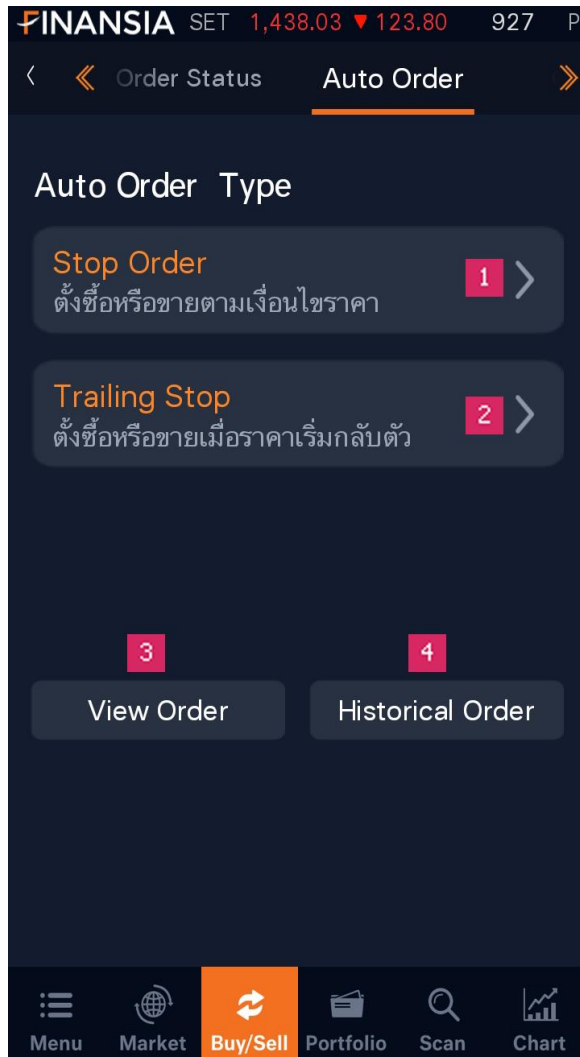 FINANSIA SET 1,438.03 ▼ 123.80 927 P
Order Status Auto Order
Auto Order Type
Stop Order
ตั้งซื้อหรือขายตามเงื่อนไขราคา
1
Trailing Stop
ตั้งซื้อหรือขายเมื่อราคาเริ่มกลับตัว
2
3 4
View Order Historical Order
Menu Market Buy/Sell Portfolio Scan Chart